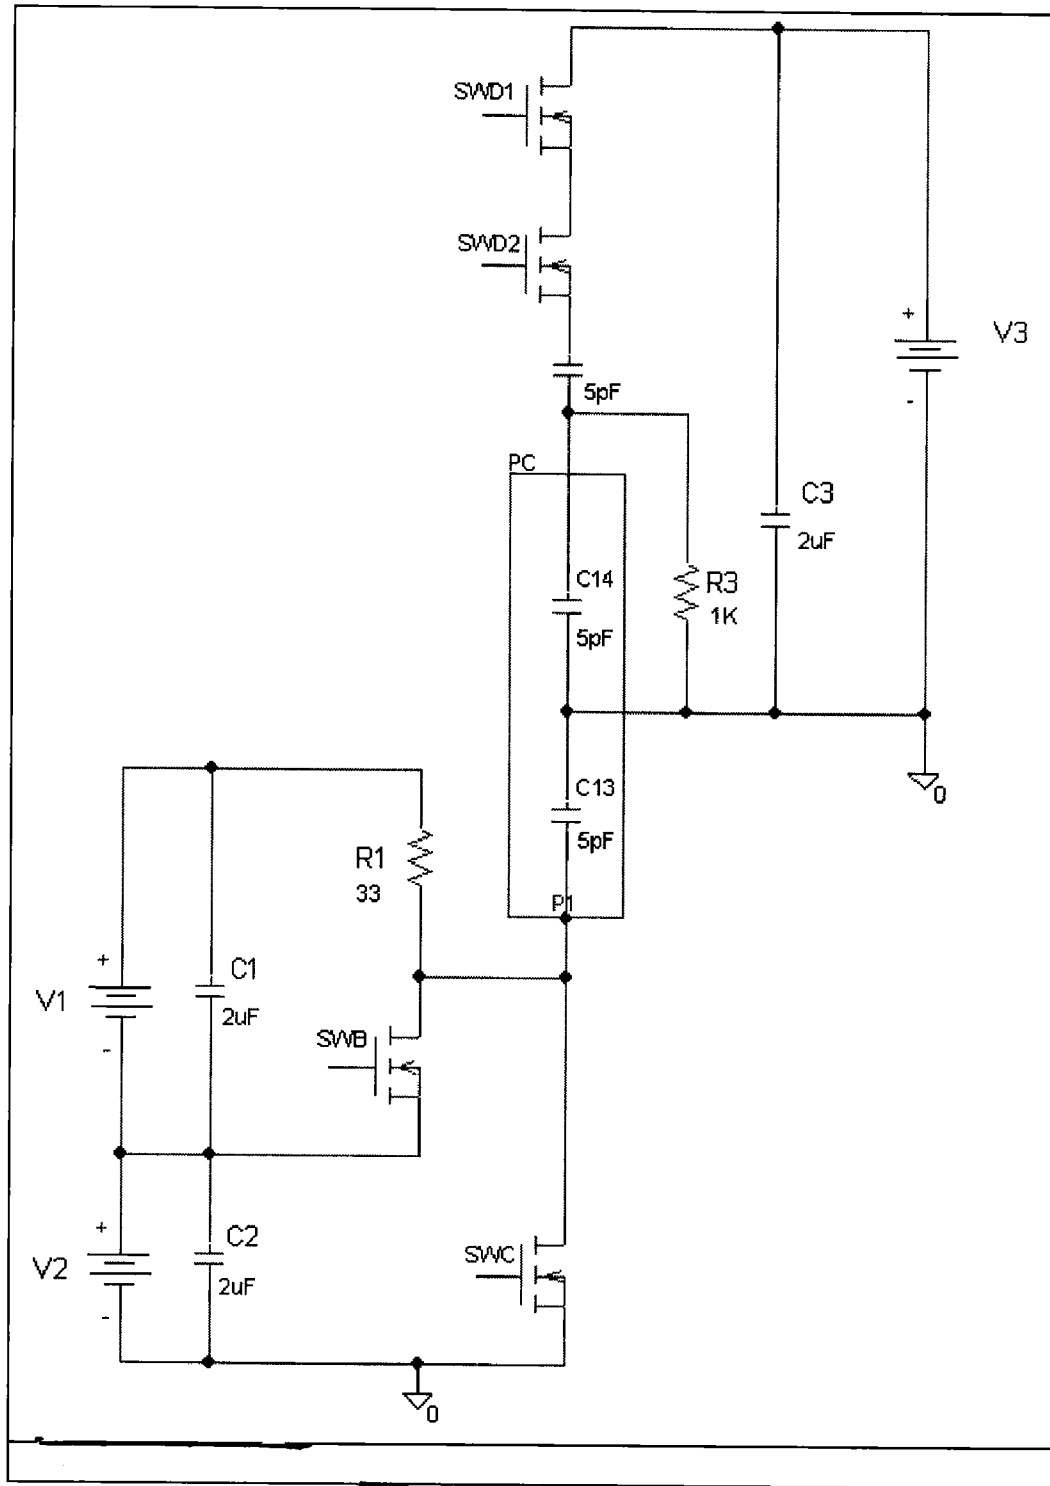 SWD1
SWD2
+
V3
-
5pF
PC
C3
2uF
C14
5pF
R3
1K
C13
5pF
0
R1
33
P1
+
V1
-
C1
2uF
SWB
+
V2
-
C2
2uF
SWC
0